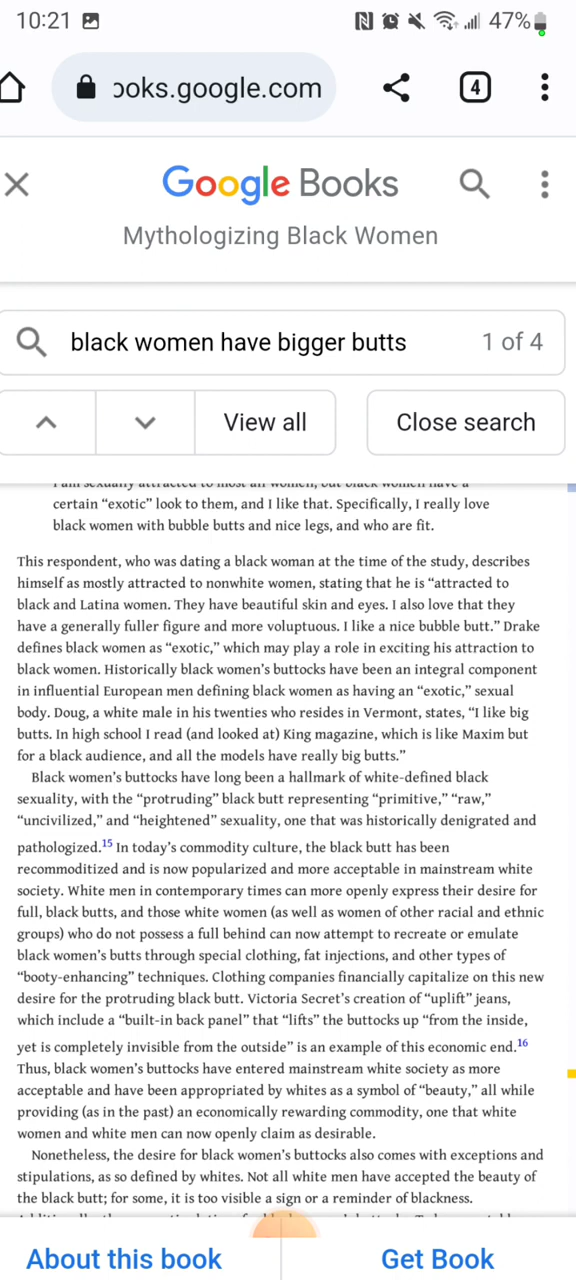 10:21 47%
ooks.google.com 4
Google Books
Mythologizing Black Women
black women have bigger butts 1 of 4
View all Close search
I am sexually attracted to most all women, but black women have a
certain “exotic” look to them, and I like that. Specifically, I really love
black women with bubble butts and nice legs, and who are fit.
This respondent, who was dating a black woman at the time of the study, describes
himself as mostly attracted to nonwhite women, stating that he is “attracted to
black and Latina women. They have beautiful skin and eyes. I also love that they
have a generally fuller figure and more voluptuous. I like a nice bubble butt.” Drake
defines black women as “exotic,” which may play a role in exciting his attraction to
black women. Historically black women’s buttocks have been an integral component
in influential European men defining black women as having an “exotic,” sexual
body. Doug, a white male in his twenties who resides in Vermont, states, “I like big
butts. In high school I read (and looked at) King magazine, which is like Maxim but
for a black audience, and all the models have really big butts.”
Black women’s buttocks have long been a hallmark of white-defined black
sexuality, with the “protruding” black butt representing “primitive,” “raw,”
“uncivilized,” and “heightened” sexuality, one that was historically denigrated and
pathologized.15 In today’s commodity culture, the black butt has been
recommoditized and is now popularized and more acceptable in mainstream white
society. White men in contemporary times can more openly express their desire for
full, black butts, and those white women (as well as women of other racial and ethnic
groups) who do not possess a full behind can now attempt to recreate or emulate
black women’s butts through special clothing, fat injections, and other types of
“booty-enhancing” techniques. Clothing companies financially capitalize on this new
desire for the protruding black butt. Victoria Secret’s creation of “uplift” jeans,
which include a “built-in back panel” that “lifts” the buttocks up “from the inside,
yet is completely invisible from the outside” is an example of this economic end.16
Thus, black women’s buttocks have entered mainstream white society as more
acceptable and have been appropriated by whites as a symbol of “beauty,” all while
providing (as in the past) an economically rewarding commodity, one that white
women and white men can now openly claim as desirable.
Nonetheless, the desire for black women’s buttocks also comes with exceptions and
stipulations, as so defined by whites. Not all white men have accepted the beauty of
the black butt; for some, it is too visible a sign or a reminder of blackness.
About this book Get Book